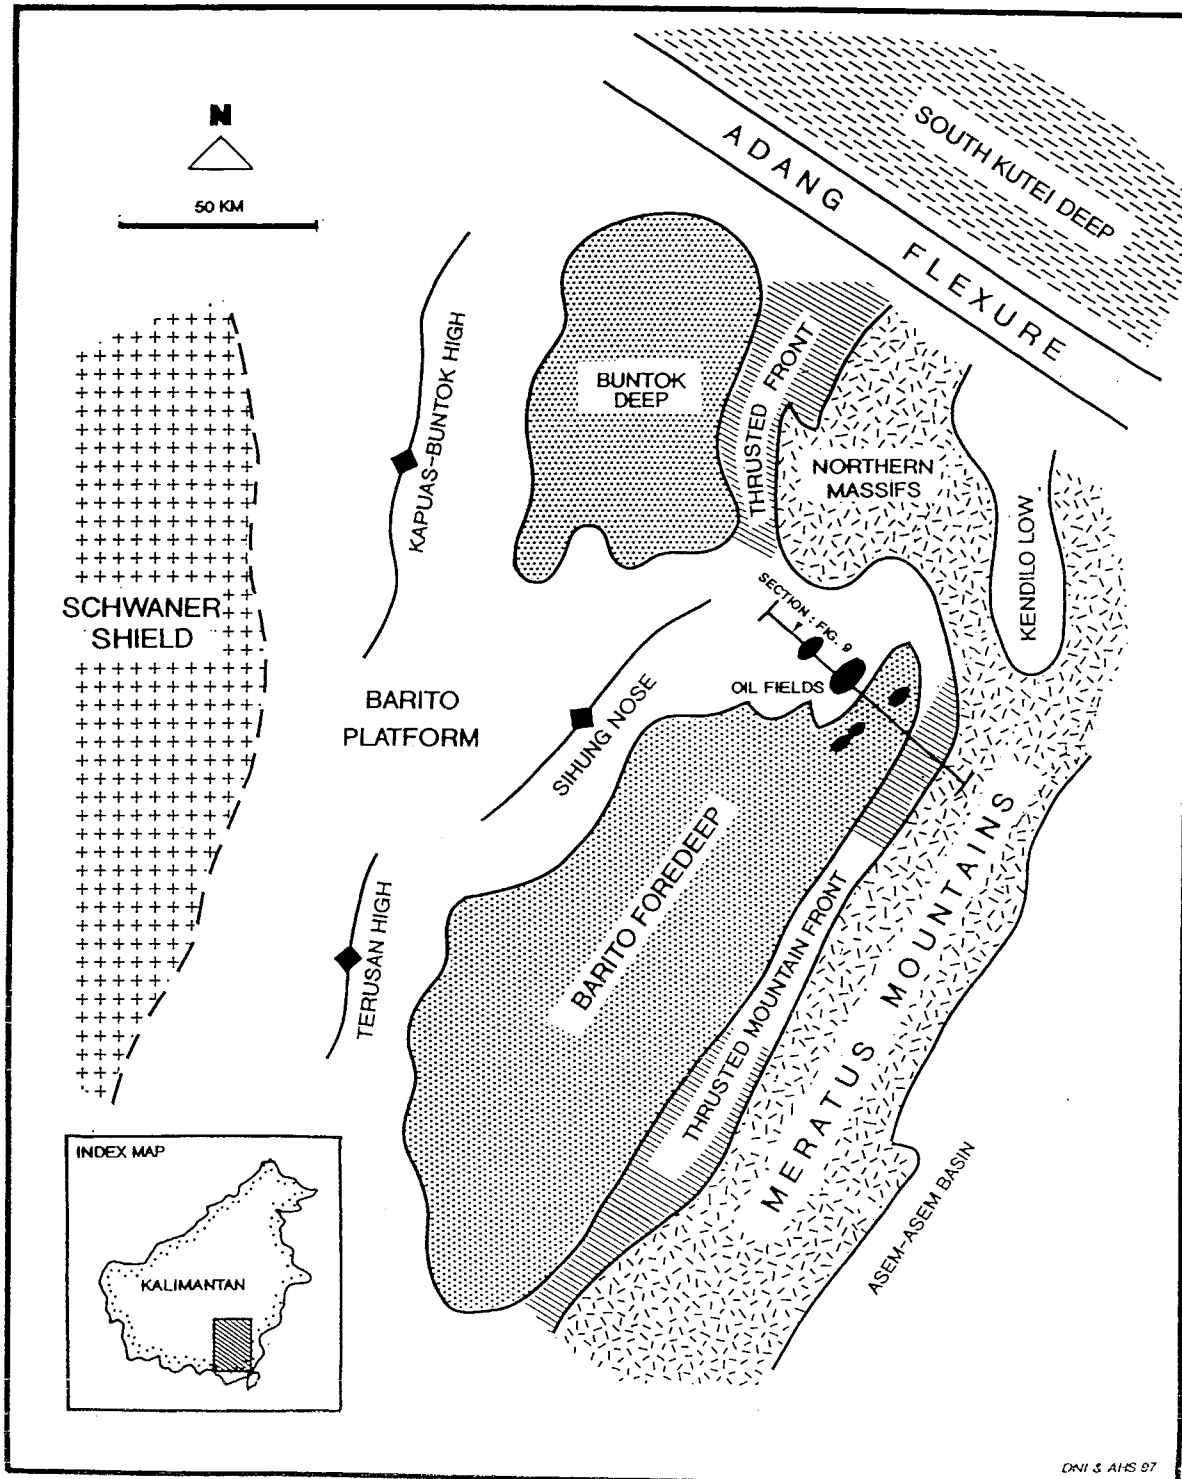 N
50 KM
SOUTH KUTEI DEEP
ADANG FLEXURE
KAPUAS-BUNTOK HIGH
BUNTOK
DEEP
THRUSTED FRONT
NORTHERN
MASSIFS
KENDILO LOW
SCHWANER
SHIELD
SECTION : FIG. 9
OIL FIELDS
BARITO
PLATFORM
SIHUNG NOSE
TERUSAN HIGH
BARITO FOREDEEP
THRUSTED MOUNTAIN FRONT
MERATUS MOUNTAINS
ASEM-ASEM BASIN
INDEX MAP
KALIMANTAN
DNI & AHS 97